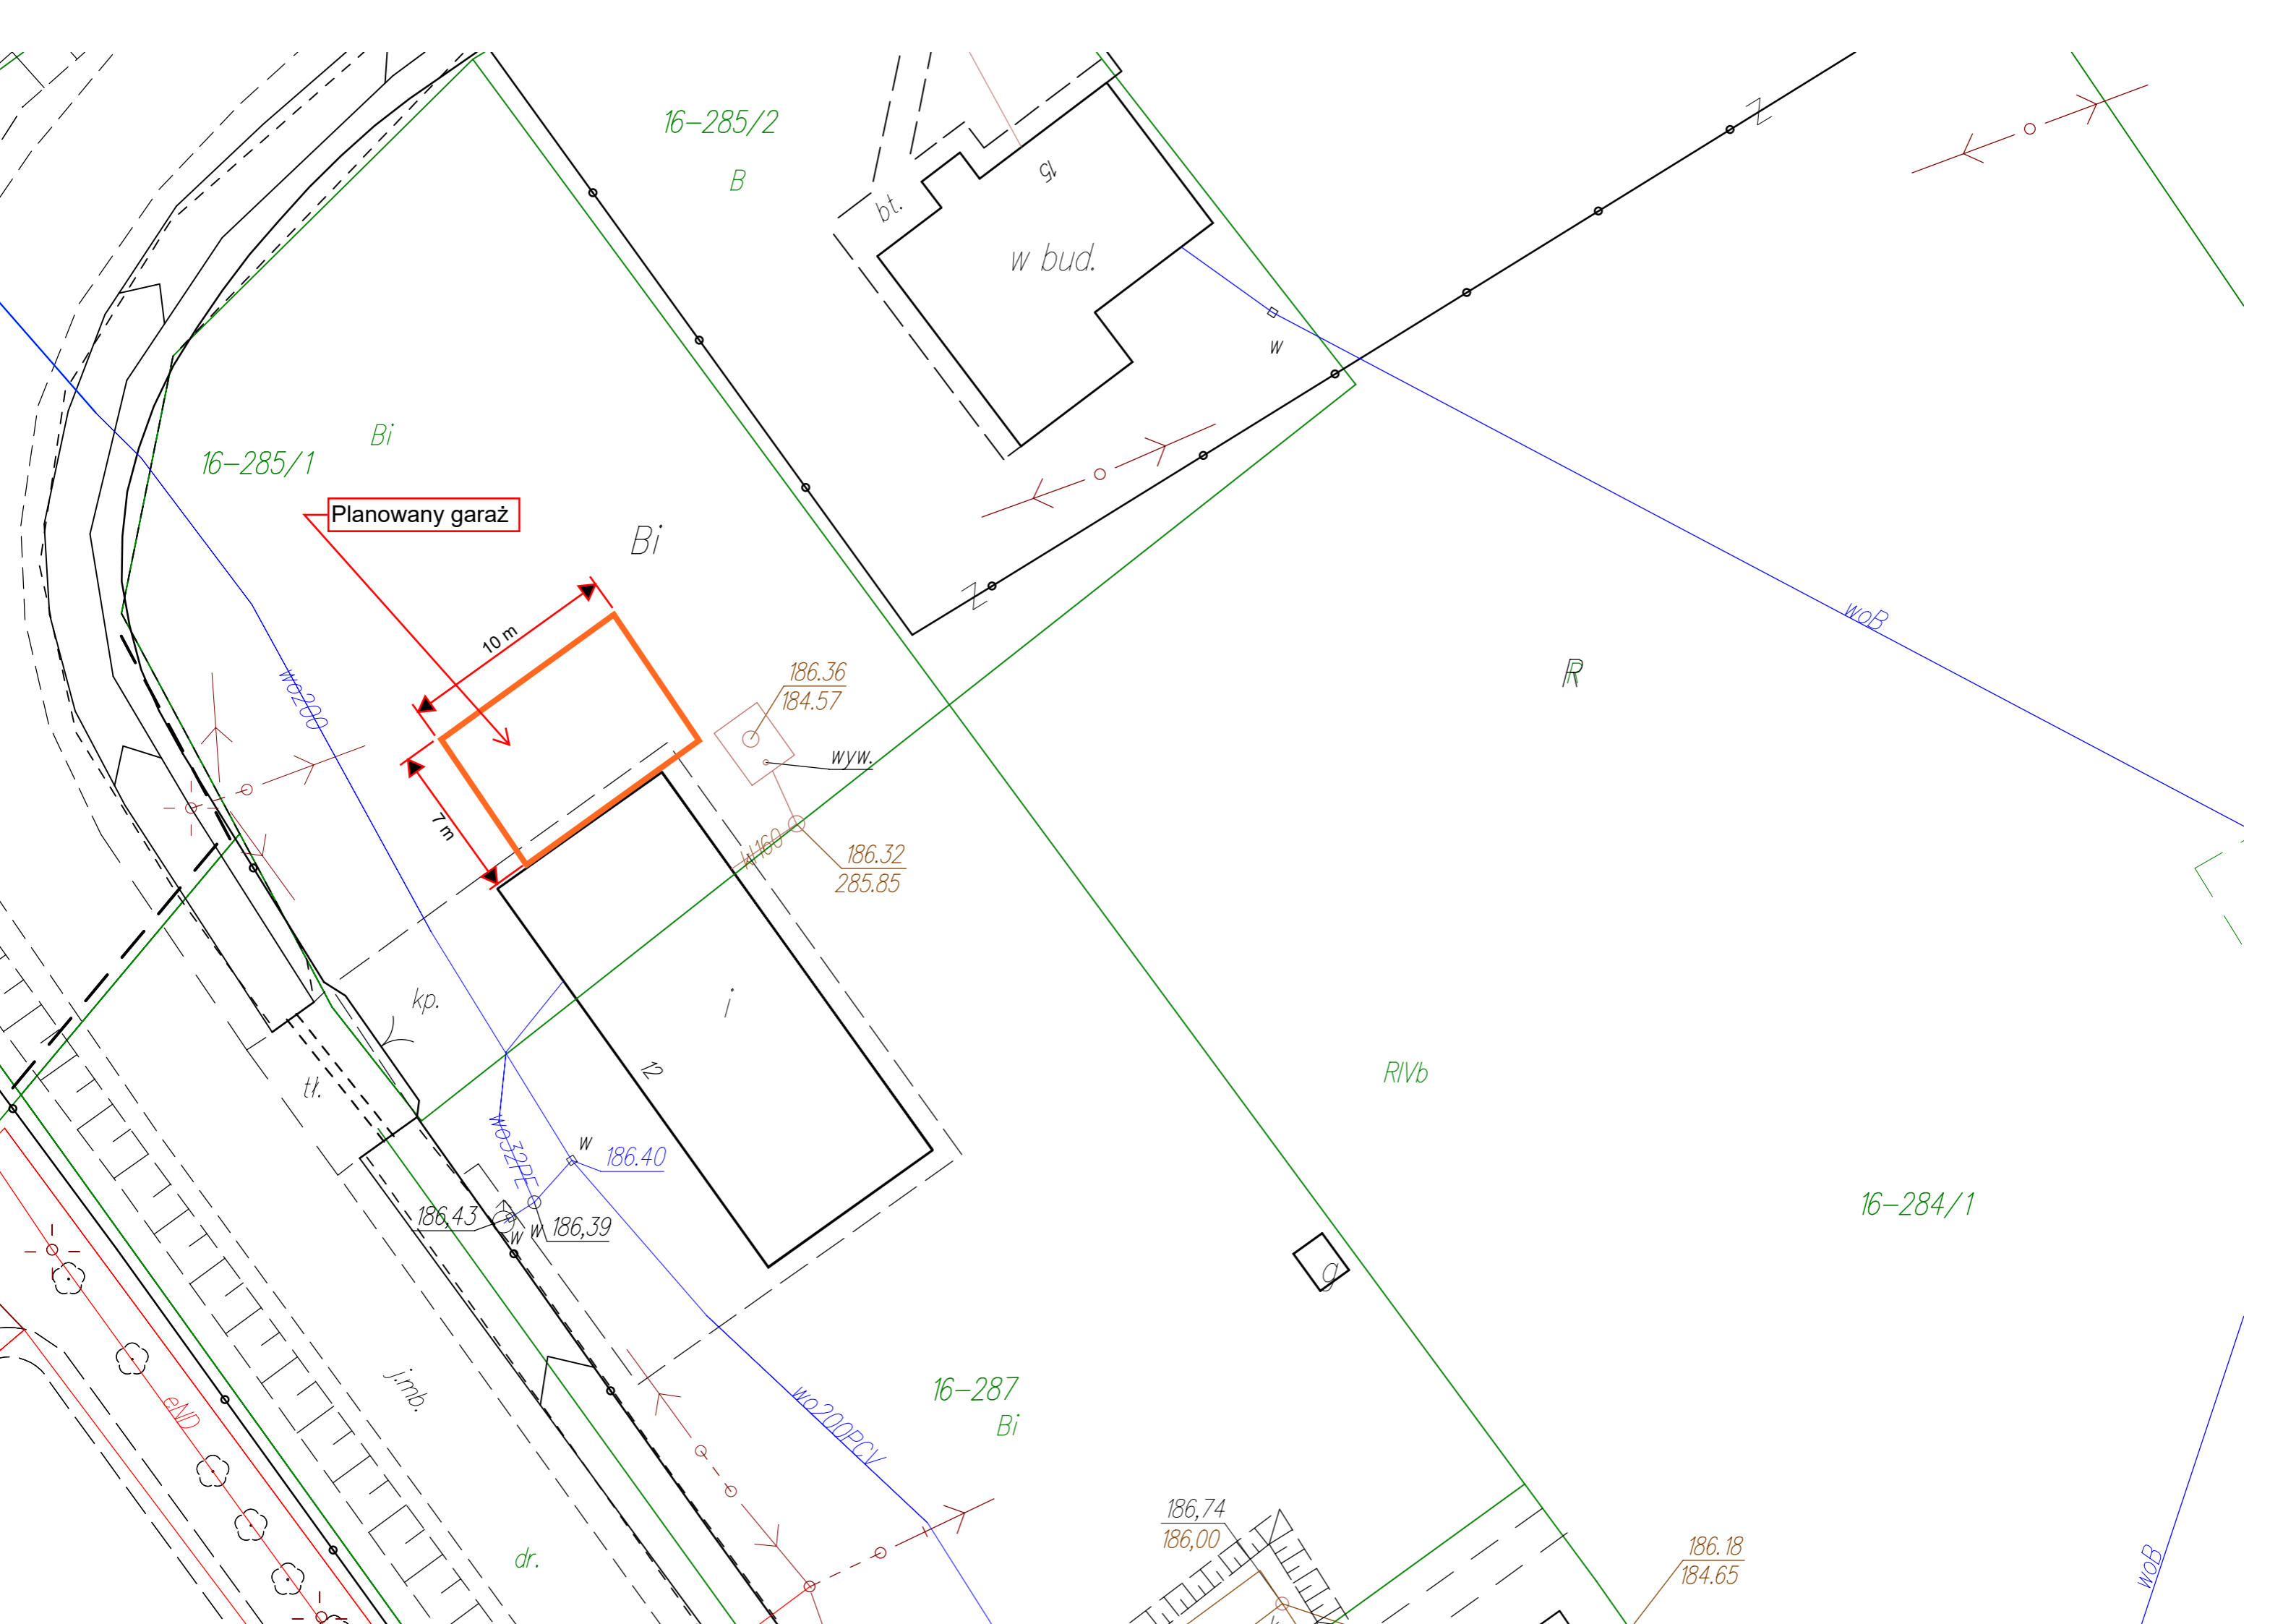 16-285/2
B
15
bt.
w bud.
Z
w
Bi
16-285/1
Planowany garaż
Bi
Z
woB
10 m
186.36
184.57
R
wo200
wyw.
7 m
w160
186.32
285.85
kp.
i
tł.
12
RIVb
wo32PE
w
186.40
16-284/1
186,43
w
186,39
w
g
j.mb.
eND
16-287
Bi
wo200PCV
186,74
186,00
186.18
184.65
woB
dr.